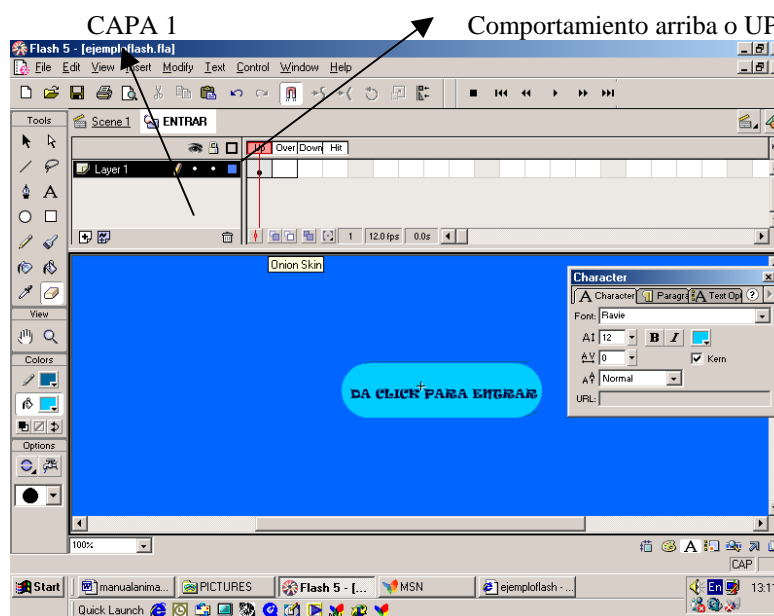 CAPA 1 Comportamiento arriba o UP
Flash 5 - [ejemploflash.fla]
File Edit View Insert Modify Text Control Window Help
Tools Scene 1 ENTRAR
Up Over Down Hit
Layer 1
1 12.0 fps 0.0s
Onion Skin
Character
Character Paragra Text Opt
Font: Ravie
12 B I
0 Kern
Normal
URL:
View
Colors
Options
DA CLICK PARA ENTRAR
100%
CAP
Start manualanima... PICTURES Flash 5 - [... MSN ejemploflash - ... En 13:1
Quick Launch